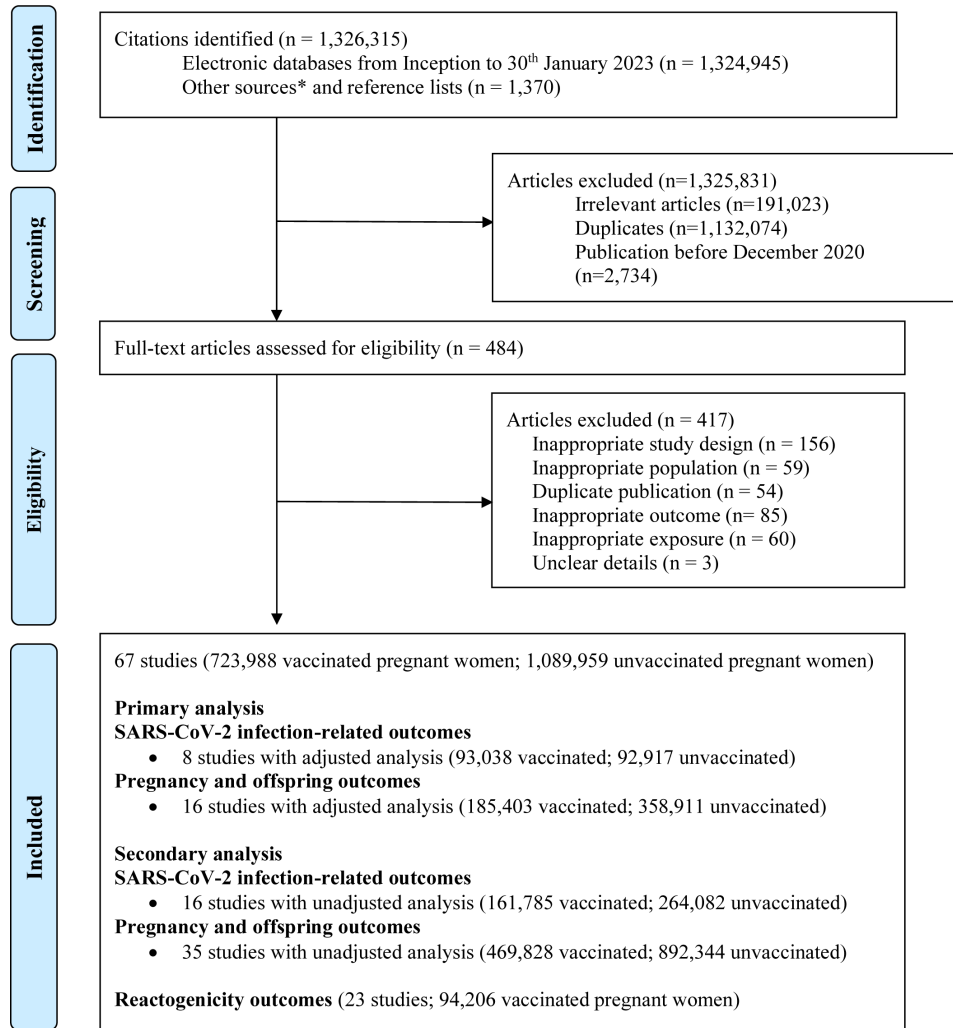 Identification
Citations identified (n = 1,326,315)
Electronic databases from Inception to 30th January 2023 (n = 1,324,945)
Other sources* and reference lists (n = 1,370)
Screening
Articles excluded (n=1,325,831)
Irrelevant articles (n=191,023)
Duplicates (n=1,132,074)
Publication before December 2020
(n=2,734)
Full-text articles assessed for eligibility (n = 484)
Eligibility
Articles excluded (n = 417)
Inappropriate study design (n = 156)
Inappropriate population (n = 59)
Duplicate publication (n = 54)
Inappropriate outcome (n= 85)
Inappropriate exposure (n = 60)
Unclear details (n = 3)
Included
67 studies (723,988 vaccinated pregnant women; 1,089,959 unvaccinated pregnant women)
Primary analysis
SARS-CoV-2 infection-related outcomes
• 8 studies with adjusted analysis (93,038 vaccinated; 92,917 unvaccinated)
Pregnancy and offspring outcomes
• 16 studies with adjusted analysis (185,403 vaccinated; 358,911 unvaccinated)
Secondary analysis
SARS-CoV-2 infection-related outcomes
• 16 studies with unadjusted analysis (161,785 vaccinated; 264,082 unvaccinated)
Pregnancy and offspring outcomes
• 35 studies with unadjusted analysis (469,828 vaccinated; 892,344 unvaccinated)
Reactogenicity outcomes (23 studies; 94,206 vaccinated pregnant women)